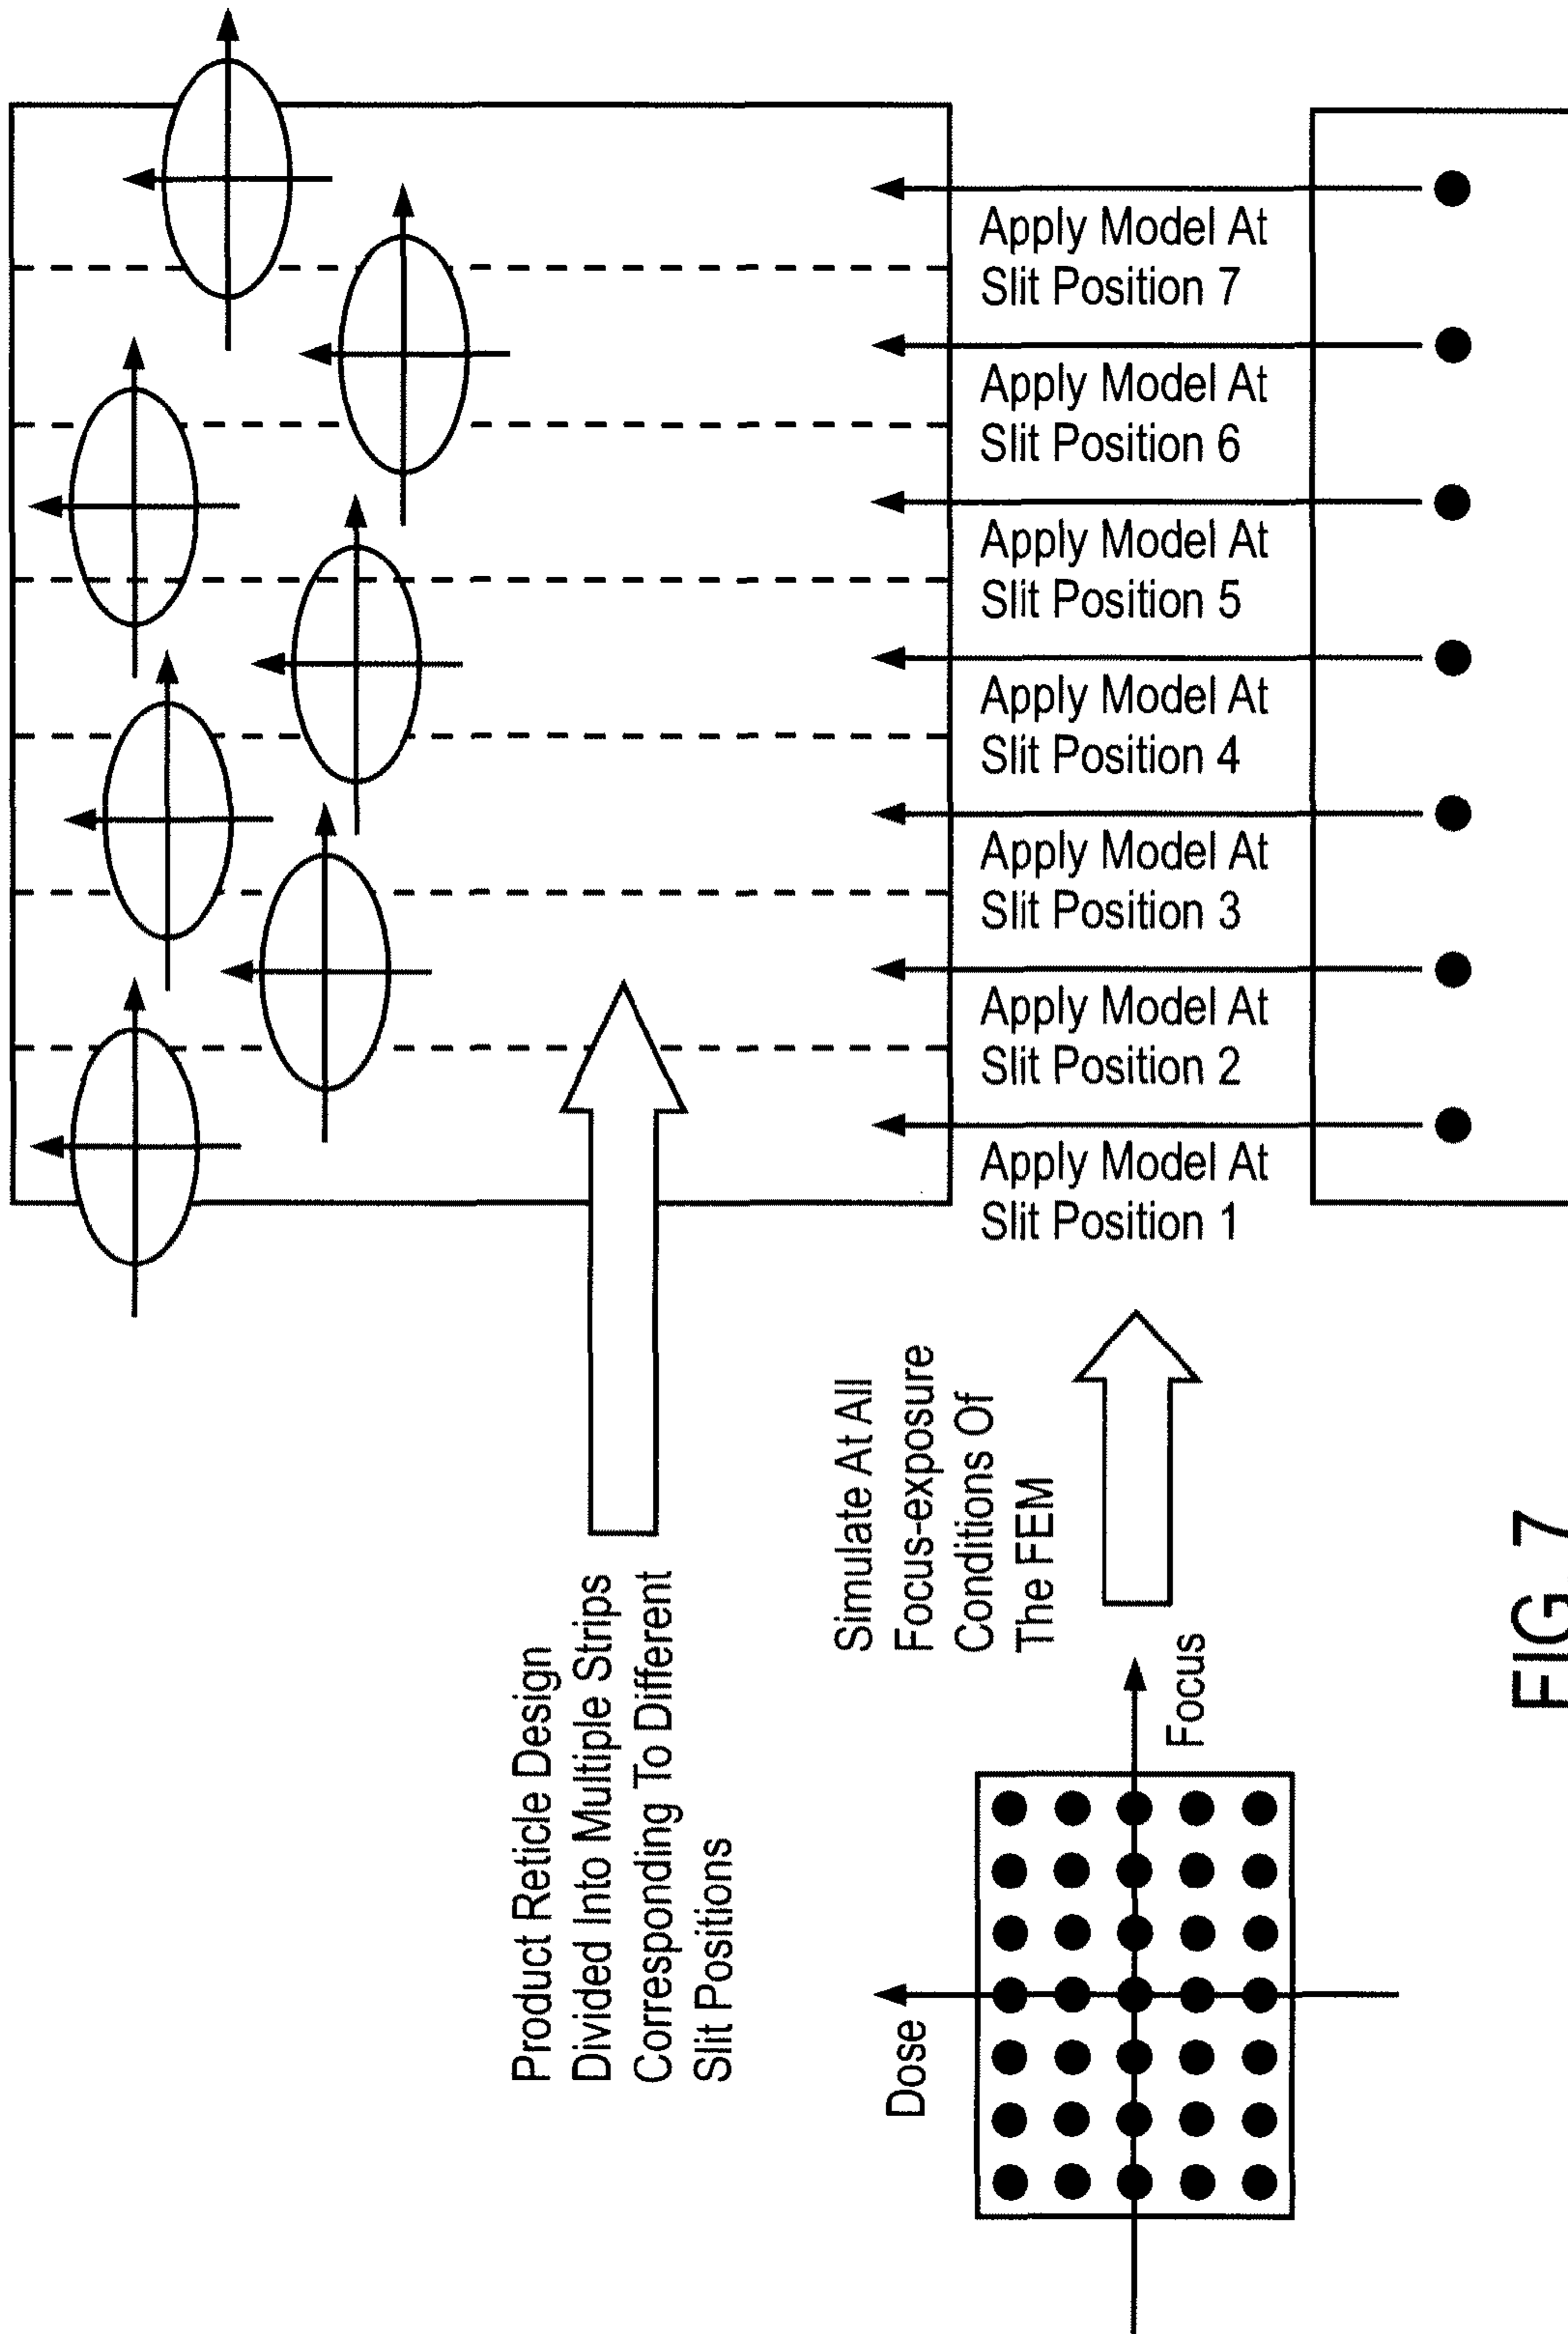 Product Reticle Design
Divided Into Multiple Strips
Corresponding To Different
Slit Positions
Simulate At All
Focus-exposure
Conditions Of
The FEM
Dose
Focus
Apply Model At
Slit Position 1
Apply Model At
Slit Position 2
Apply Model At
Slit Position 3
Apply Model At
Slit Position 4
Apply Model At
Slit Position 5
Apply Model At
Slit Position 6
Apply Model At
Slit Position 7
FIG. 7